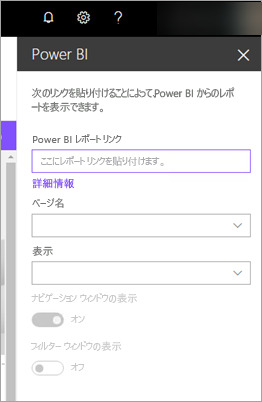 Power BI
次のリンクを貼り付けることによって、Power BI からのレポ
ートを表示できます。
Power BI レポート リンク
ここにレポート リンクを貼り付けます。
詳細情報
ページ名
表示
ナビゲーション ウィンドウの表示
オン
フィルター ウィンドウの表示
オフ